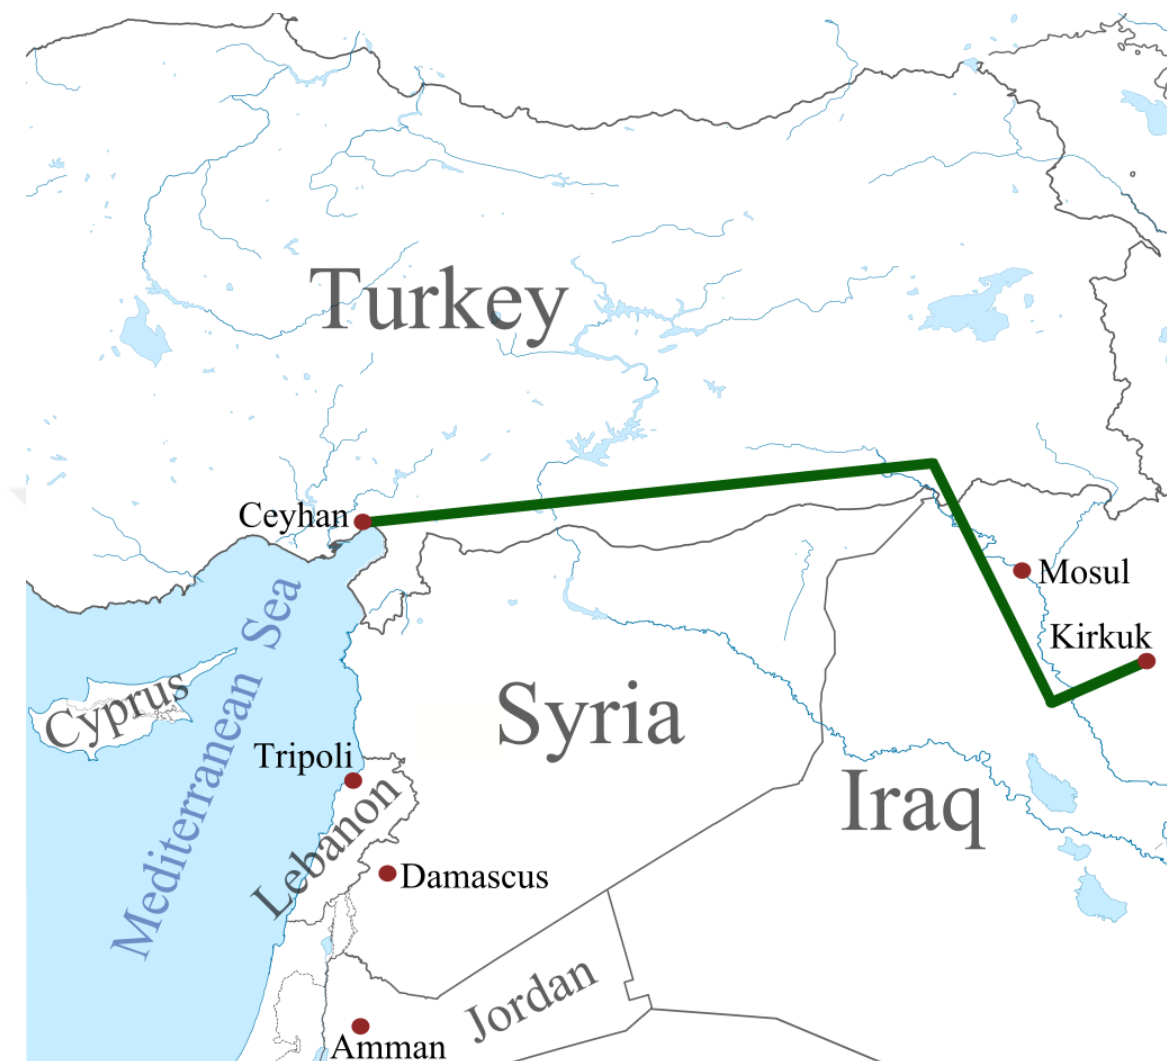 Turkey
Ceyhan
Mosul
Kirkuk
Mediterranean Sea
Cyprus
Syria
Tripoli
Iraq
Lebanon
Damascus
Jordan
Amman